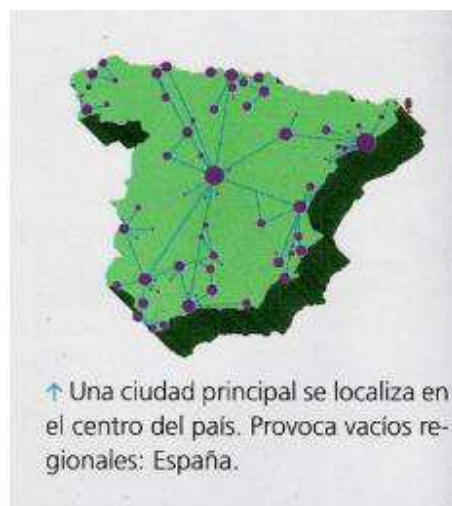 ↑ Una ciudad principal se localiza en
el centro del país. Provoca vacíos re-
gionales: España.